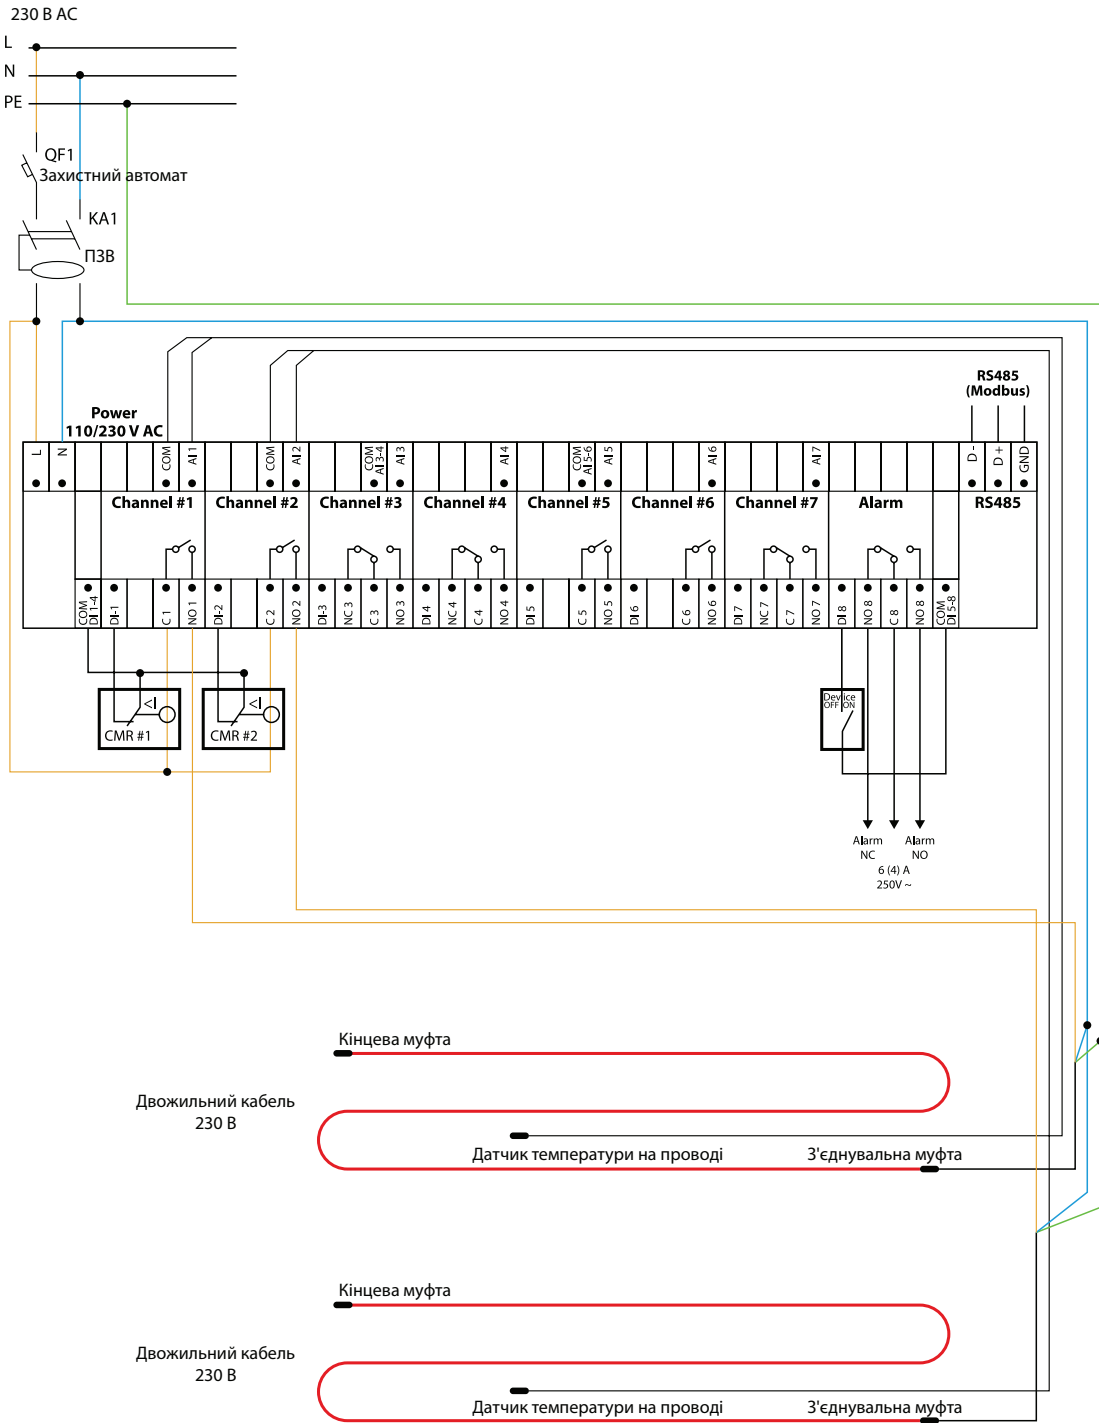 230 В AC
L
N
PE
QF1
Захистний автомат
KA1
ПЗВ
RS485
(Modbus)
Power
110/230 V AC
L
N
COM
AI 1
COM
AI 2
COM
AI 3-4
AI 3
AI 4
COM
AI 5-6
AI 5
AI 6
AI 7
D -
D +
GND
Channel #1
Channel #2
Channel #3
Channel #4
Channel #5
Channel #6
Channel #7
Alarm
RS485
COM
DI 1-4
DI-1
C 1
NO 1
DI-2
C 2
NO 2
DI-3
NC 3
C 3
NO 3
DI 4
NC 4
C 4
NO 4
DI 5
C 5
NO 5
DI 6
C 6
NO 6
DI 7
NC 7
C 7
NO 7
DI 8
NO 8
C 8
NO 8
COM
DI 5-8
<I
CMR #1
<I
CMR #2
Device
OFF ON
Alarm
NC
Alarm
NO
6 (4) A
250V ~
Кінцева муфта
Двожильний кабель
230 В
Датчик температури на проводі
З'єднувальна муфта
Кінцева муфта
Двожильний кабель
230 В
Датчик температури на проводі
З'єднувальна муфта